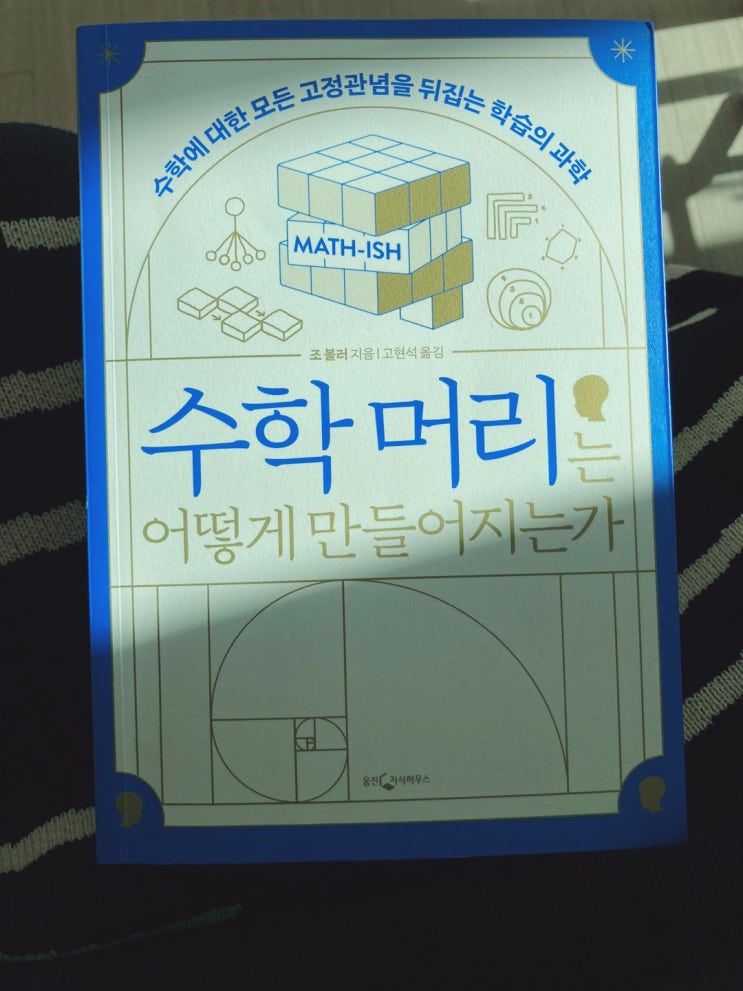 수학에 대한 모든 고정관념을 뒤집는 학습의 과학
MATH-ISH
조 볼러 지음 | 고현석 옮김
수학 머리는
어떻게 만들어지는가
웅진지식하우스